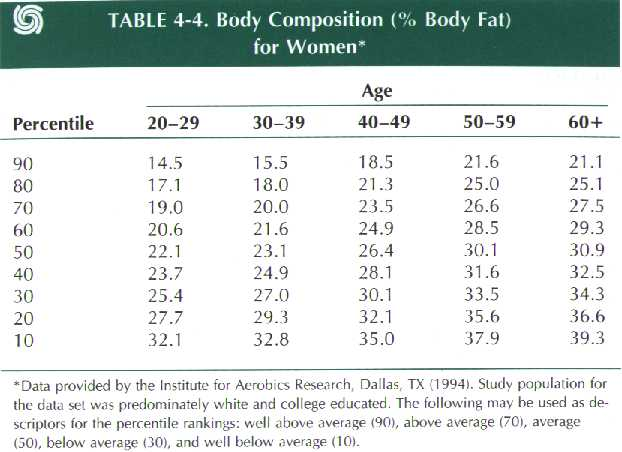 TABLE 4-4. Body Composition (% Body Fat)
for Women*
Age
Percentile 20–29 30–39 40–49 50–59 60+
90 14.5 15.5 18.5 21.6 21.1
80 17.1 18.0 21.3 25.0 25.1
70 19.0 20.0 23.5 26.6 27.5
60 20.6 21.6 24.9 28.5 29.3
50 22.1 23.1 26.4 30.1 30.9
40 23.7 24.9 28.1 31.6 32.5
30 25.4 27.0 30.1 33.5 34.3
20 27.7 29.3 32.1 35.6 36.6
10 32.1 32.8 35.0 37.9 39.3
*Data provided by the Institute for Aerobics Research, Dallas, TX (1994). Study population for
the data set was predominately white and college educated. The following may be used as de-
scriptors for the percentile rankings: well above average (90), above average (70), average
(50), below average (30), and well below average (10).